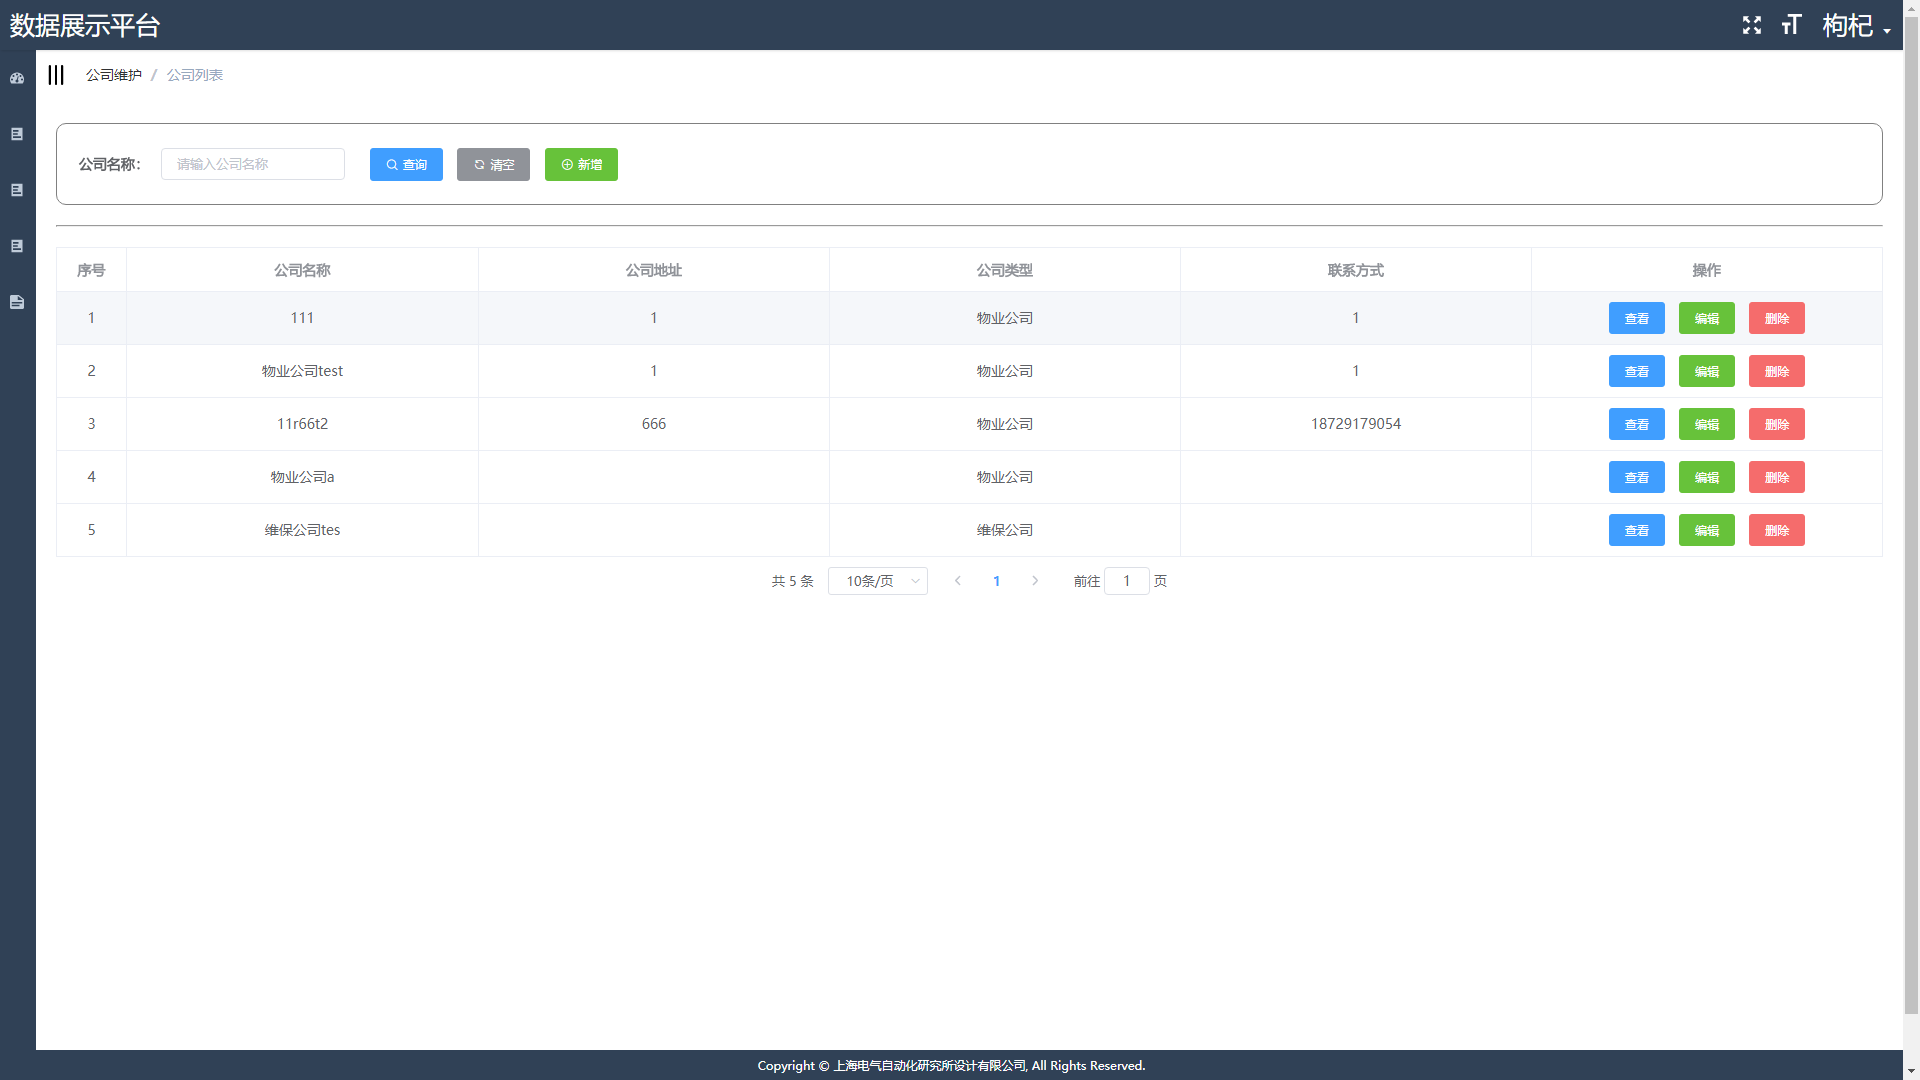 数据展示平台 枸杞
公司维护 / 公司列表
公司名称: 请输入公司名称 查询 清空 新增
序号 公司名称 公司地址 公司类型 联系方式 操作
1 111 1 物业公司 1 查看 编辑 删除
2 物业公司test 1 物业公司 1 查看 编辑 删除
3 11r66t2 666 物业公司 18729179054 查看 编辑 删除
4 物业公司a 物业公司 查看 编辑 删除
5 维保公司tes 维保公司 查看 编辑 删除
共 5 条 10条/页 1 前往 1 页
Copyright © 上海电气自动化研究所设计有限公司, All Rights Reserved.